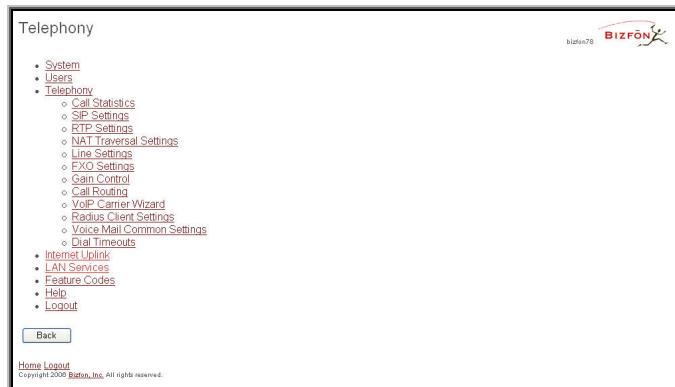 Telephony
bizfon78 BIZFŌN
System
Users
Telephony
Call Statistics
SIP Settings
RTP Settings
NAT Traversal Settings
Line Settings
FXO Settings
Gain Control
Call Routing
VoIP Carrier Wizard
Radius Client Settings
Voice Mail Common Settings
Dial Timeouts
Internet Uplink
LAN Services
Feature Codes
Help
Logout
Back
Home Logout
Copyright 2006 Bizfon, Inc. All rights reserved.